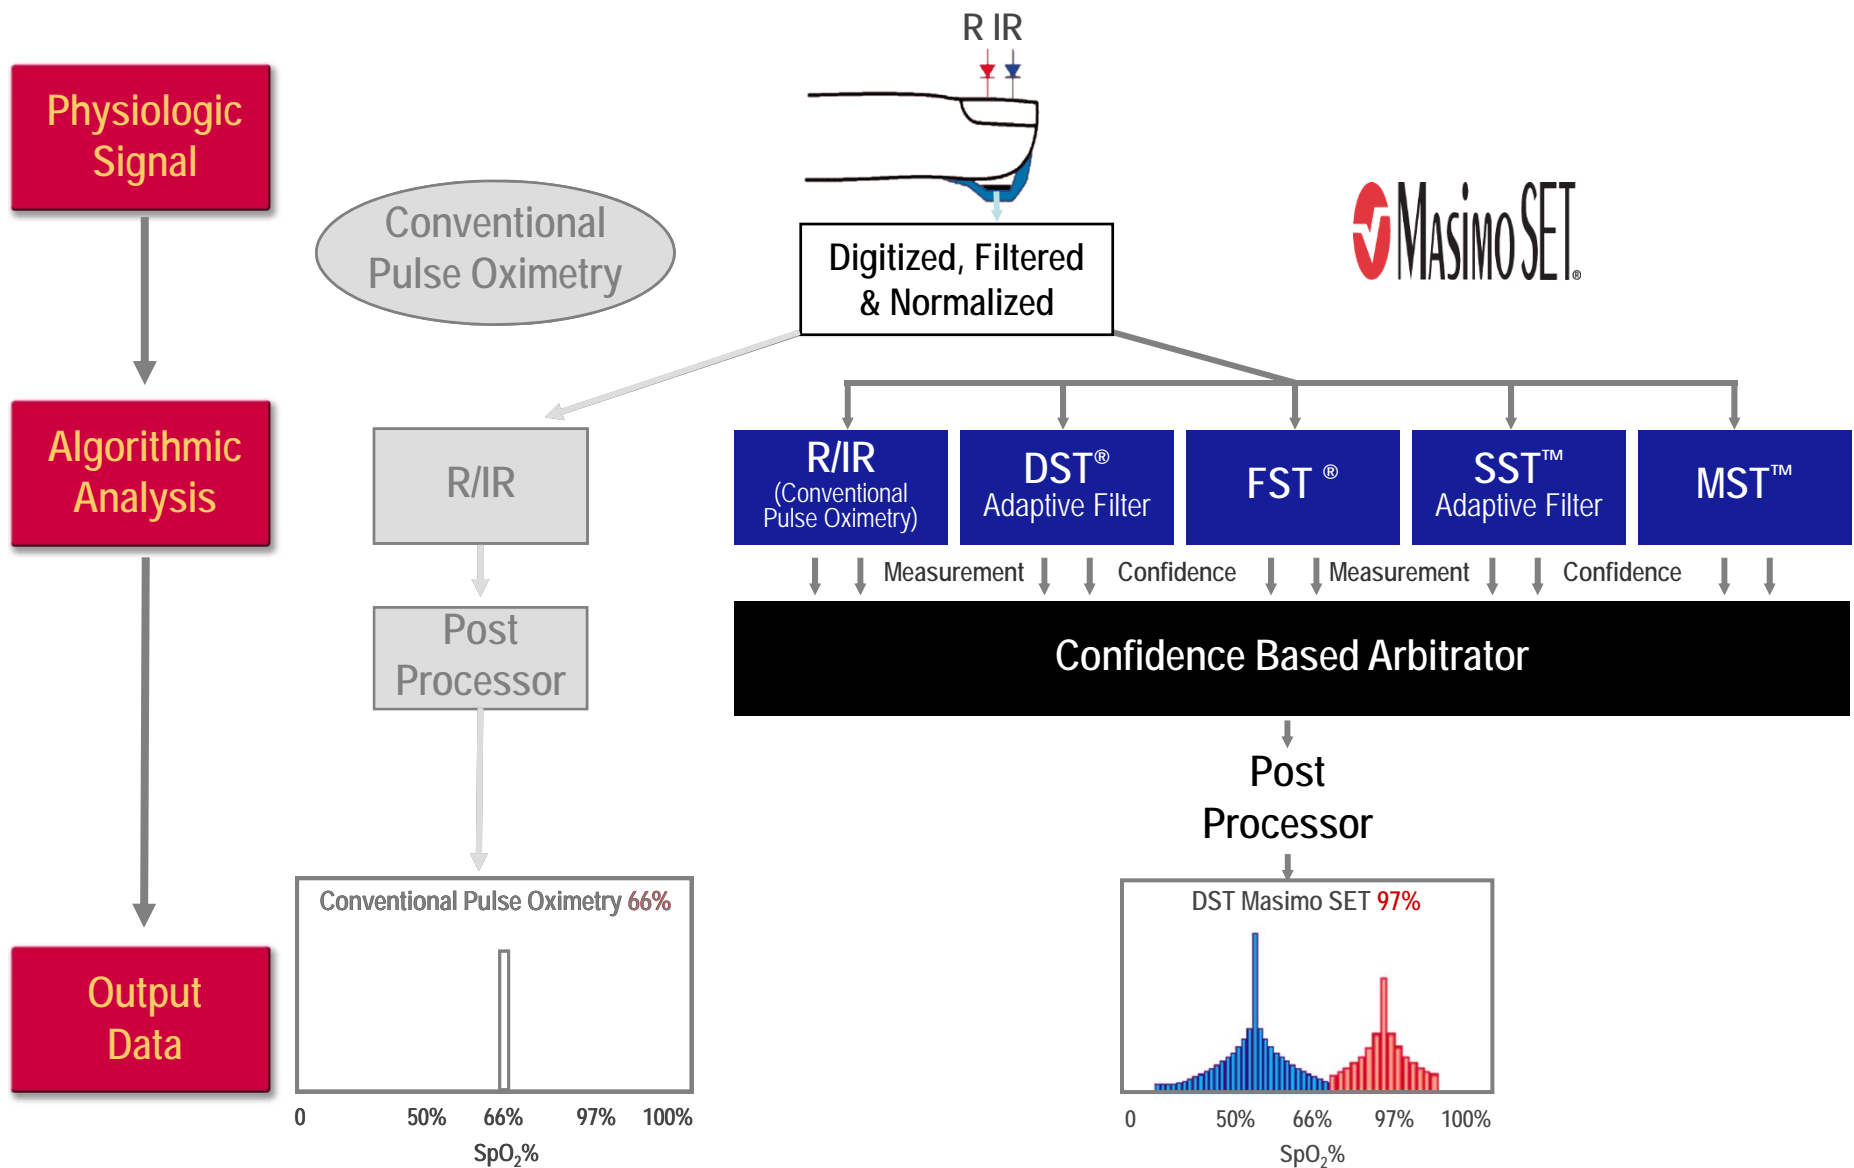 R IR
Physiologic
Signal
Conventional
Pulse Oximetry
Digitized, Filtered
& Normalized
MASIMO SET®
Algorithmic
Analysis
R/IR
R/IR
(Conventional
Pulse Oximetry)
DST®
Adaptive Filter
FST ®
SST™
Adaptive Filter
MST™
Measurement Confidence Measurement Confidence
Post
Processor
Confidence Based Arbitrator
Post
Processor
Conventional Pulse Oximetry 66%
DST Masimo SET 97%
Output
Data
0 50% 66% 97% 100%
SpO₂%
0 50% 66% 97% 100%
SpO₂%